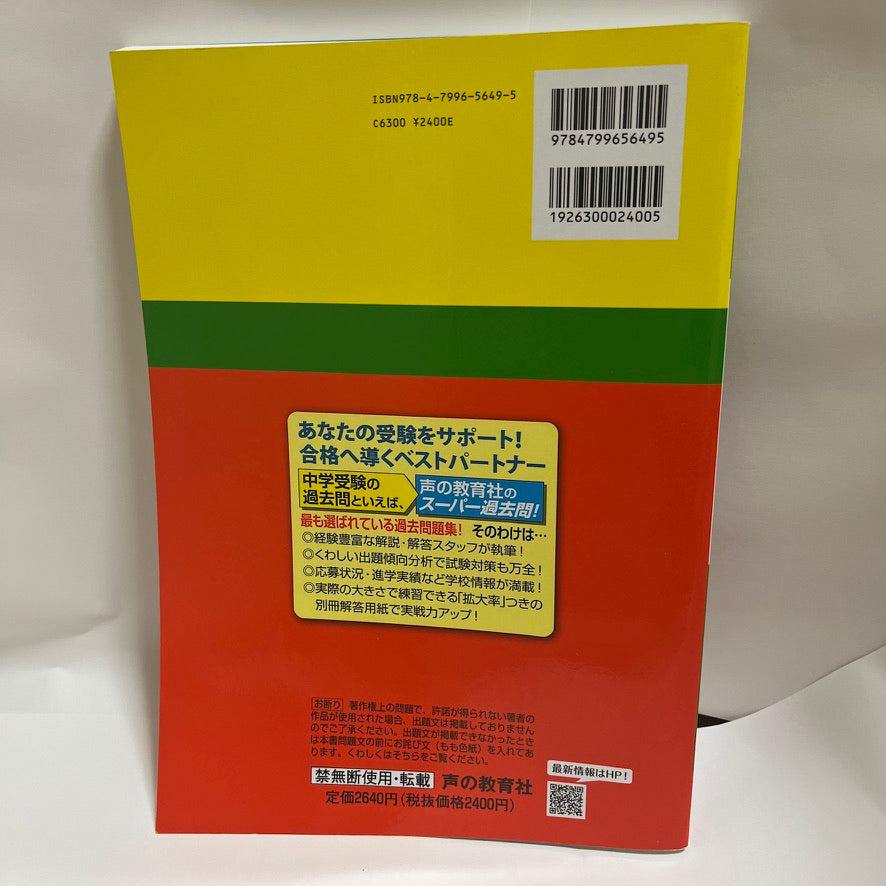 ISBN978-4-7996-5649-5
C6300 ¥2400E
9784799656495
1926300024005
あなたの受験をサポート!
合格へ導くベストパートナー
中学受験の
過去問といえば、
声の教育社の
スーパー過去問!
最も選ばれている過去問題集! そのわけは…
◎経験豊富な解説・解答スタッフが執筆!
◎くわしい出題傾向分析で試験対策も万全!
◎応募状況・進学実績など学校情報が満載!
◎実際の大きさで練習できる「拡大率」つきの
別冊解答用紙で実戦力アップ!
お断り 著作権上の問題で、許諾が得られない著者の
作品が使用された場合、出題文は掲載しておりません
のでご了承ください。出題文が掲載できなかったときは
本書問題文の前にお詫び文(もも色紙)を入れてあ
ります。くわしくはそちらをご覧ください。
禁無断使用・転載 声の教育社
定価2640円(税抜価格2400円)
最新情報はHP!